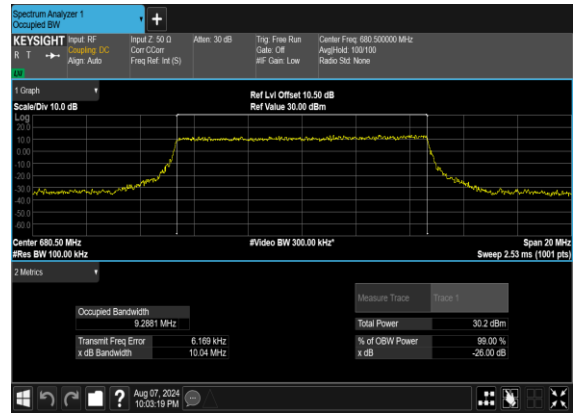 Spectrum Analyzer 1
Occupied BW
KEYSIGHT Input: RF Input Z: 50 Ω Atten: 30 dB Trig: Free Run Center Freq: 680.500000 MHz
R T Coupling: DC Corr CCorr Gate: Off Avg|Hold: 100/100
Align: Auto Freq Ref: Int (S) #IF Gain: Low Radio Std: None
1 Graph
Ref Lvl Offset 10.50 dB
Scale/Div 10.0 dB Ref Value 30.00 dBm
Log
20.0
10.0
0.00
-10.0
-20.0
-30.0
-40.0
-50.0
-60.0
Center 680.50 MHz #Video BW 300.00 kHz* Span 20 MHz
#Res BW 100.00 kHz Sweep 2.53 ms (1001 pts)
2 Metrics
Measure Trace Trace 1
Occupied Bandwidth
9.2881 MHz Total Power 30.2 dBm
Transmit Freq Error 6.169 kHz % of OBW Power 99.00 %
x dB Bandwidth 10.04 MHz x dB -26.00 dB
? Aug 07, 2024
10:03:19 PM